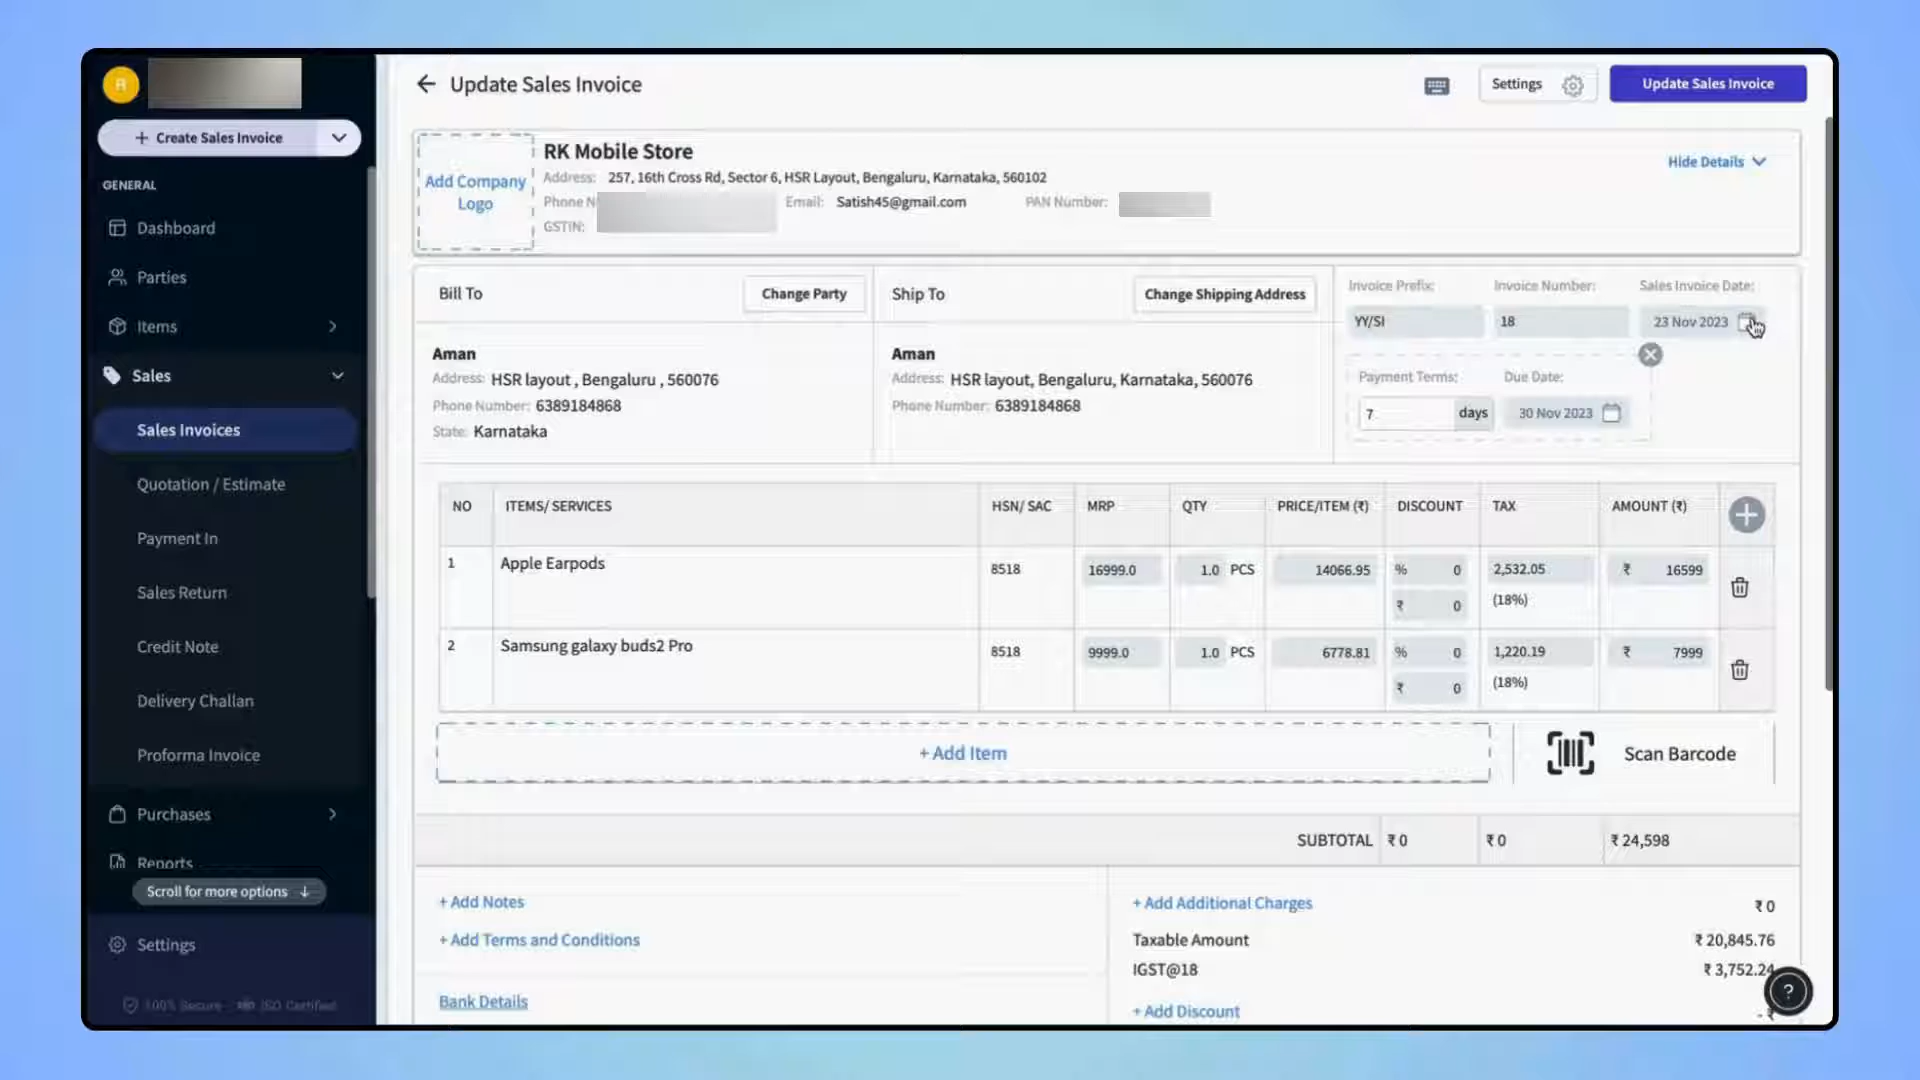 R
Update Sales Invoice
Settings
Update Sales Invoice
+ Create Sales Invoice
GENERAL
Dashboard
Parties
Items
Sales
Sales Invoices
Quotation / Estimate
Payment In
Sales Return
Credit Note
Delivery Challan
Proforma Invoice
Purchases
Reports
Scroll for more options ↓
Settings
100% Secure
ISO Certified
Add Company
Logo
RK Mobile Store
Hide Details
Address: 257, 16th Cross Rd, Sector 6, HSR Layout, Bengaluru, Karnataka, 560102
Phone N
Email: Satish45@gmail.com
PAN Number:
GSTIN:
Bill To
Change Party
Ship To
Change Shipping Address
Invoice Prefix:
Invoice Number:
Sales Invoice Date:
YY/SI
18
23 Nov 2023
Aman
Address: HSR layout , Bengaluru , 560076
Phone Number: 6389184868
State: Karnataka
Aman
Address: HSR layout, Bengaluru, Karnataka, 560076
Phone Number: 6389184868
Payment Terms:
Due Date:
7 days
30 Nov 2023
NO ITEMS/ SERVICES HSN/ SAC MRP QTY PRICE/ITEM (₹) DISCOUNT TAX AMOUNT (₹)
1 Apple Earpods 8518 16999.0 1.0 PCS 14066.95 % 0 2,532.05 ₹ 16599
₹ 0 (18%)
2 Samsung galaxy buds2 Pro 8518 9999.0 1.0 PCS 6778.81 % 0 1,220.19 ₹ 7999
₹ 0 (18%)
+ Add Item
Scan Barcode
SUBTOTAL ₹ 0 ₹ 0 ₹ 24,598
+ Add Notes
+ Add Terms and Conditions
Bank Details
+ Add Additional Charges ₹ 0
Taxable Amount ₹ 20,845.76
IGST@18 ₹ 3,752.24
+ Add Discount - ₹
?